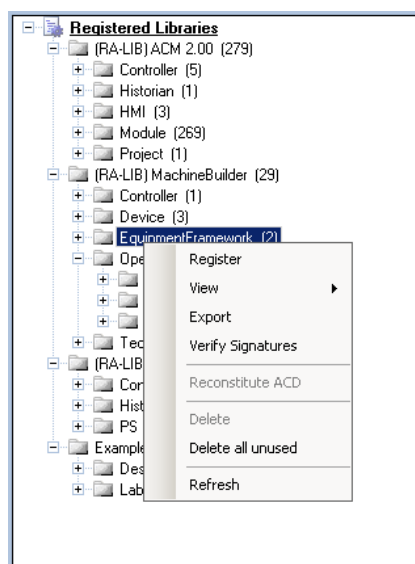 Registered Libraries
(RA-LIB) ACM 2.00 (279)
Controller (5)
Historian (1)
HMI (3)
Module (269)
Project (1)
(RA-LIB) MachineBuilder (29)
Controller (1)
Device (3)
EquipmentFramework (2)
Ope
Register
View
Export
Verify Signatures
Tec
(RA-LIB
Reconstitute ACD
Con
Hist
Delete
PS
Delete all unused
Example
Des
Refresh
Lab